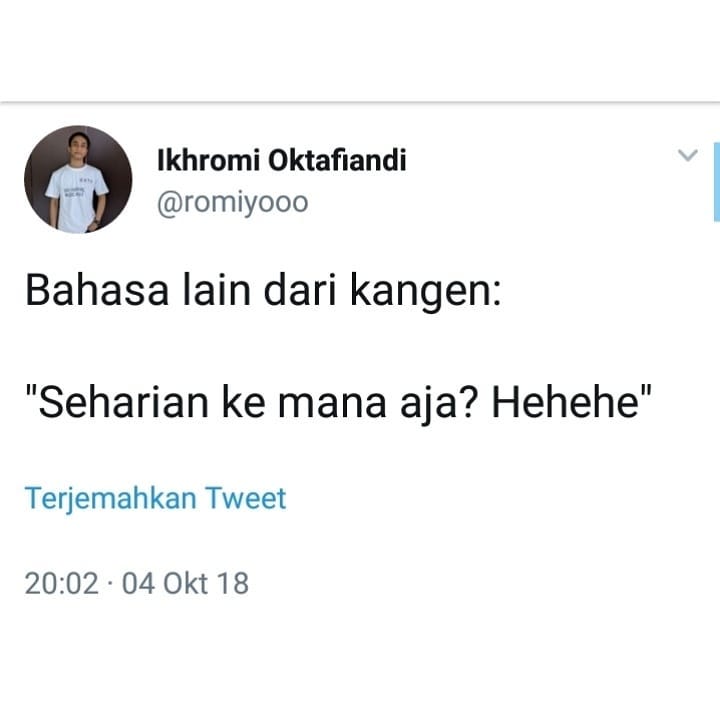 Ikhromi Oktafiandi
@romiyooo
Bahasa lain dari kangen:
"Seharian ke mana aja? Hehehe"
Terjemahkan Tweet
20:02 · 04 Okt 18